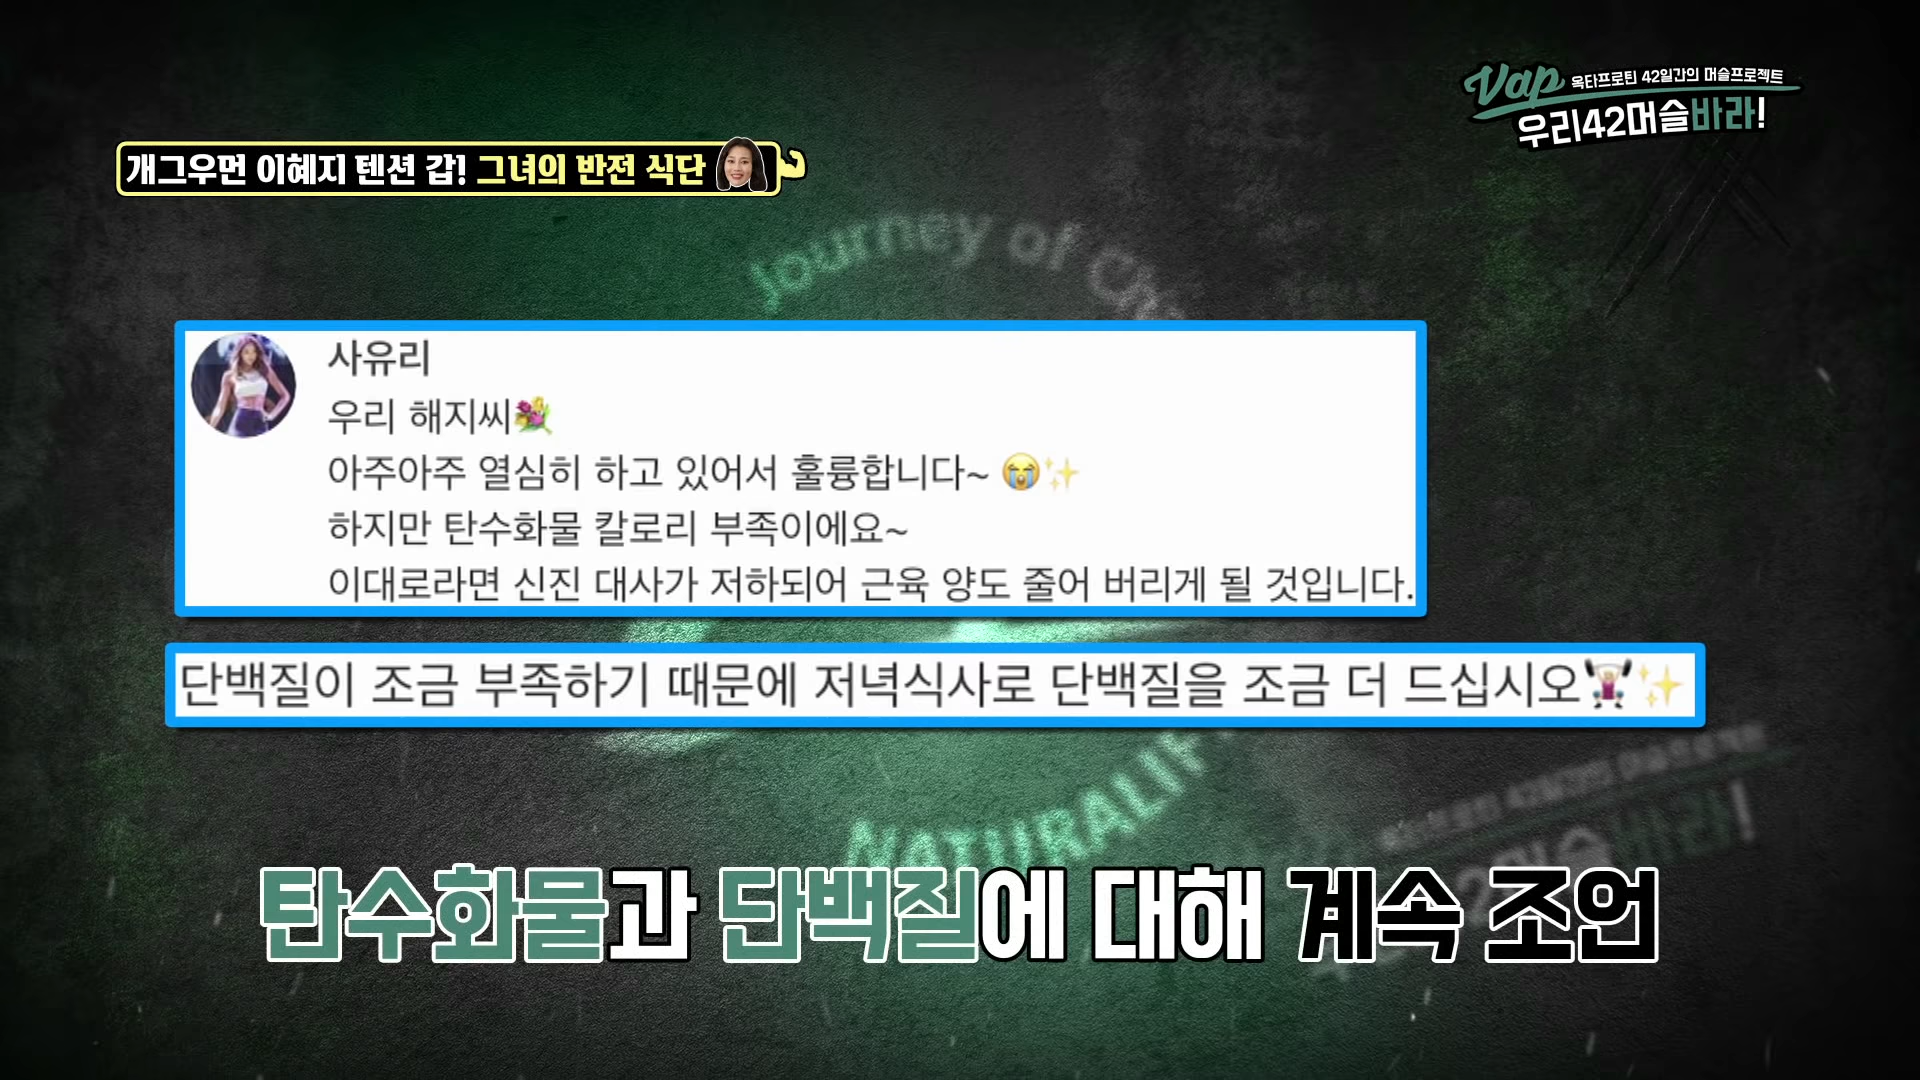 Vap 옥타프로틴 42일간의 머슬프로젝트
우리42머슬바라!
개그우먼 이혜지 텐션 갑! 그녀의 반전 식단
Journey of Ch
사유리
우리 해지씨💐
아주아주 열심히 하고 있어서 훌륭합니다~ 😭✨
하지만 탄수화물 칼로리 부족이에요~
이대로라면 신진 대사가 저하되어 근육 양도 줄어 버리게 될 것입니다.
단백질이 조금 부족하기 때문에 저녁식사로 단백질을 조금 더 드십시오🏋️‍♀️✨
NATURALIF
탄수화물과 단백질에 대해 계속 조언